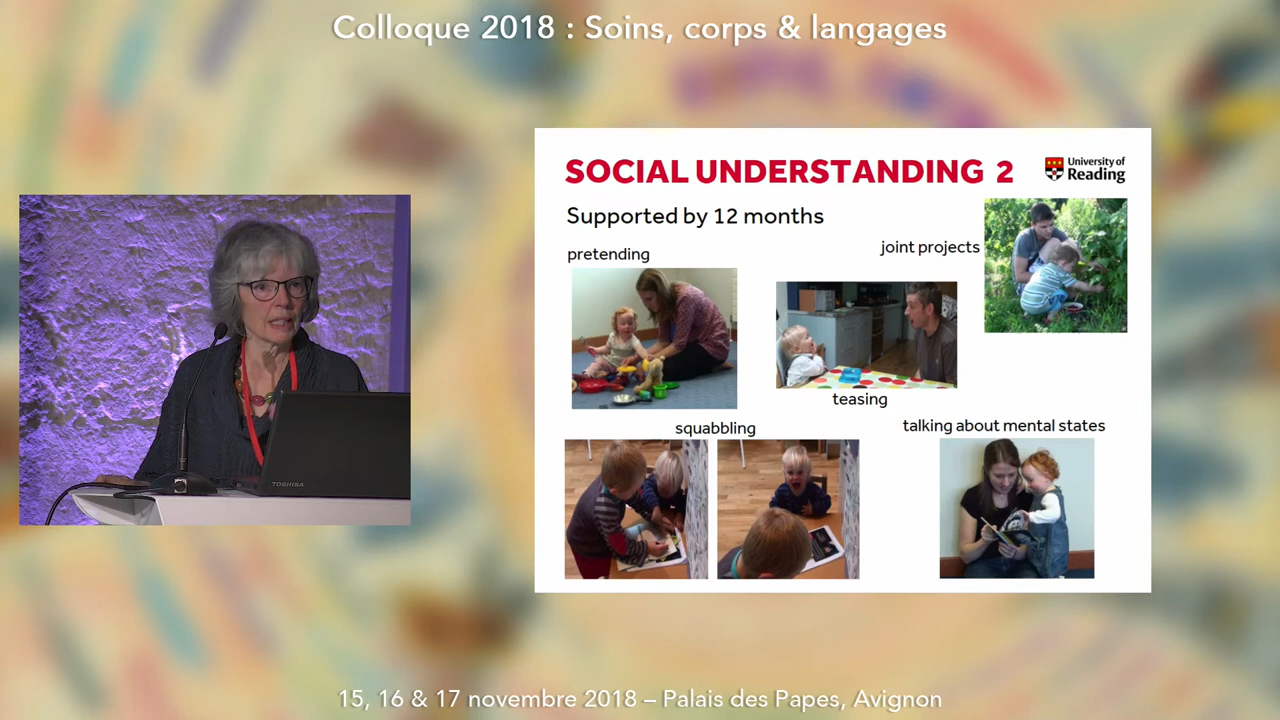 Colloque 2018 : Soins, corps & langages
SOCIAL UNDERSTANDING 2
University of
Reading
Supported by 12 months
pretending
joint projects
teasing
squabbling
talking about mental states
TOSHIBA
15, 16 & 17 novembre 2018 – Palais des Papes, Avignon